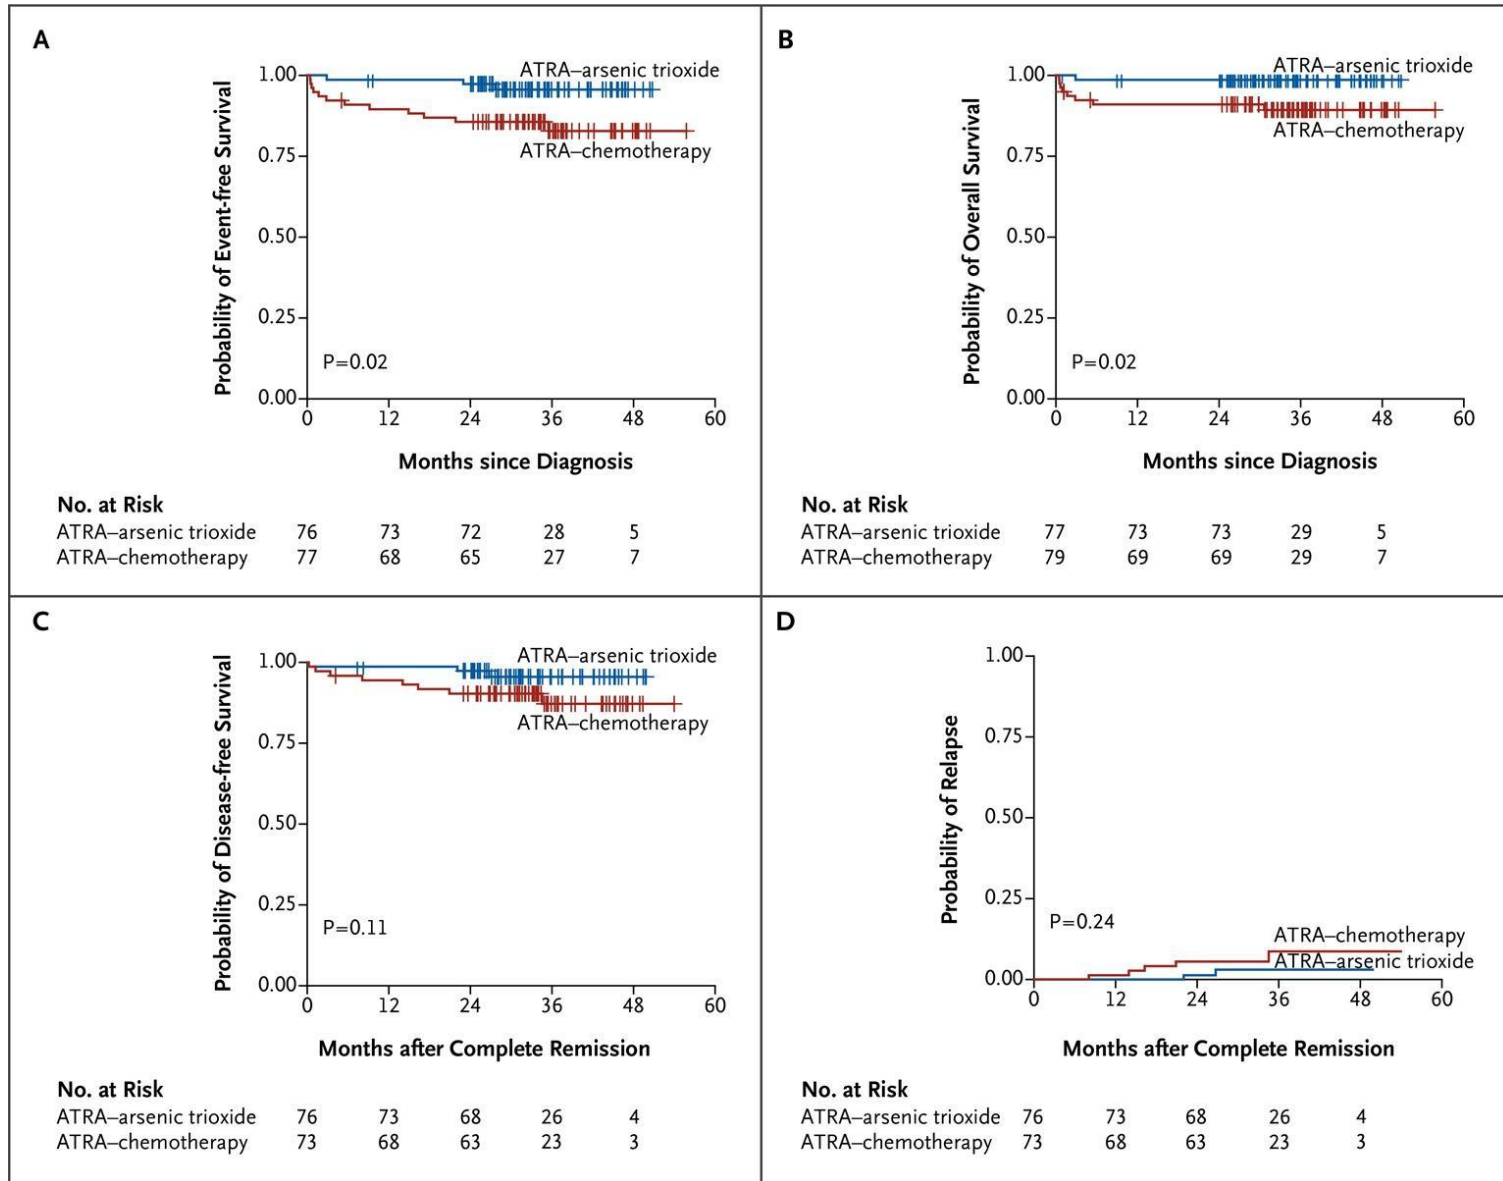 A
Probability of Event-free Survival
1.00
0.75
0.50
0.25
0.00
ATRA–arsenic trioxide
ATRA–chemotherapy
P=0.02
0 12 24 36 48 60
Months since Diagnosis
No. at Risk
ATRA–arsenic trioxide 76 73 72 28 5
ATRA–chemotherapy 77 68 65 27 7
B
Probability of Overall Survival
1.00
0.75
0.50
0.25
0.00
ATRA–arsenic trioxide
ATRA–chemotherapy
P=0.02
0 12 24 36 48 60
Months since Diagnosis
No. at Risk
ATRA–arsenic trioxide 77 73 73 29 5
ATRA–chemotherapy 79 69 69 29 7
C
Probability of Disease-free Survival
1.00
0.75
0.50
0.25
0.00
ATRA–arsenic trioxide
ATRA–chemotherapy
P=0.11
0 12 24 36 48 60
Months after Complete Remission
No. at Risk
ATRA–arsenic trioxide 76 73 68 26 4
ATRA–chemotherapy 73 68 63 23 3
D
Probability of Relapse
1.00
0.75
0.50
0.25
0.00
P=0.24
ATRA–chemotherapy
ATRA–arsenic trioxide
0 12 24 36 48 60
Months after Complete Remission
No. at Risk
ATRA–arsenic trioxide 76 73 68 26 4
ATRA–chemotherapy 73 68 63 23 3